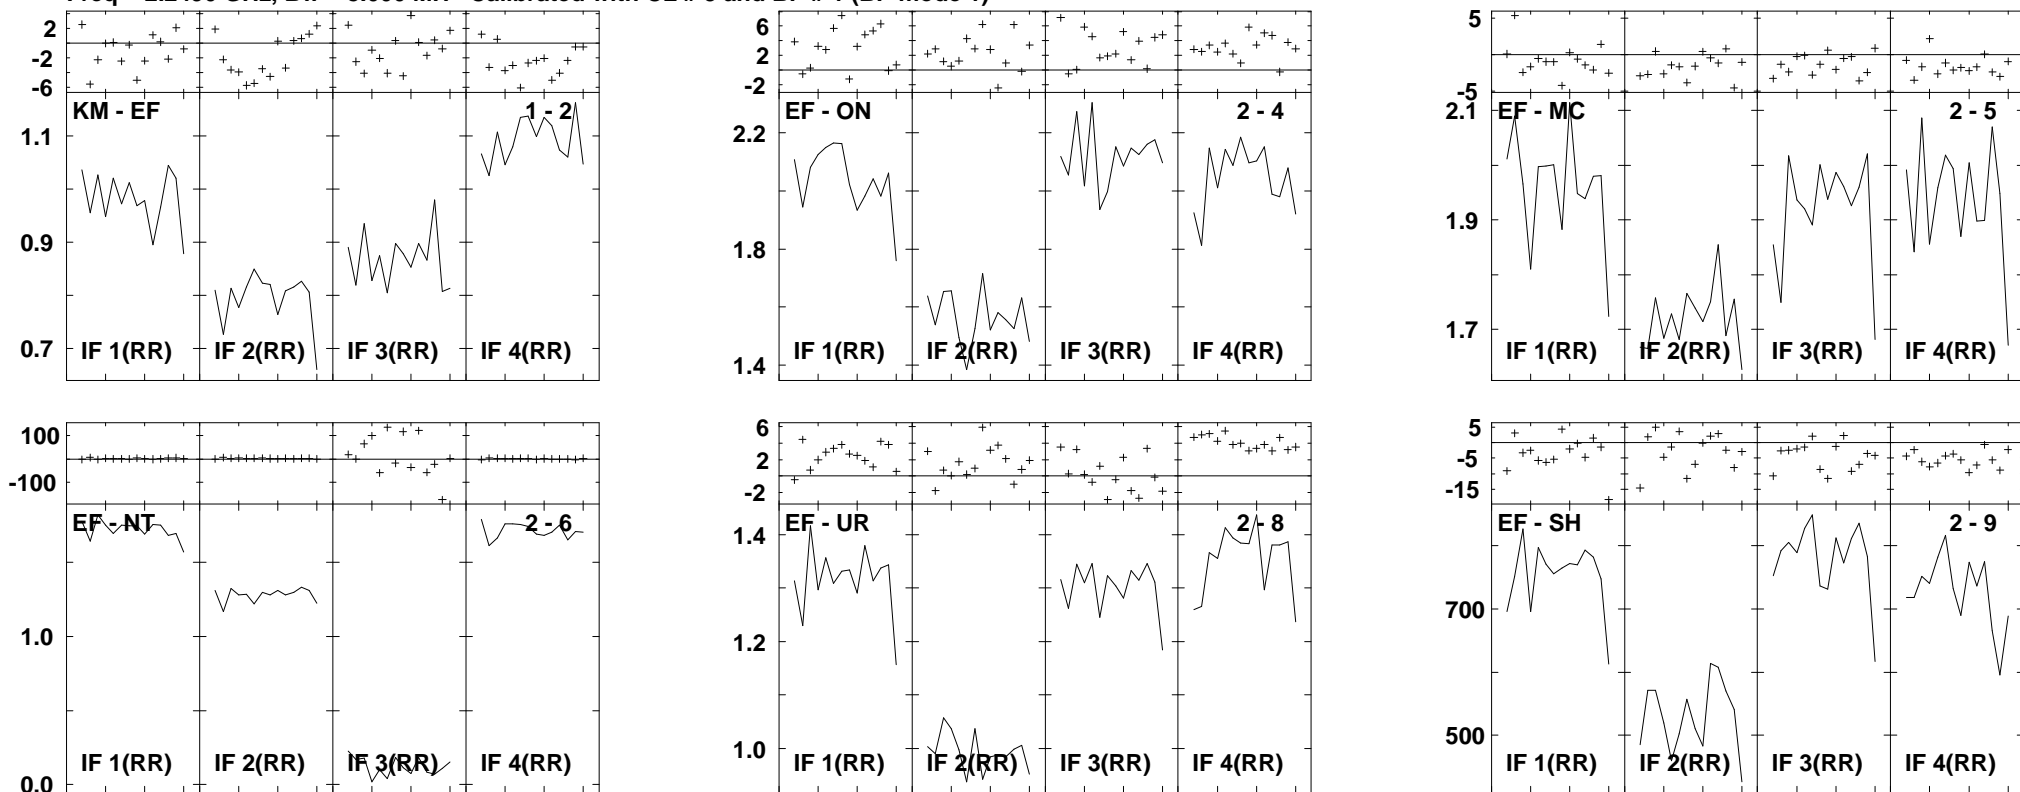 2
-2
-6
KM - EF
1 - 2
1.1
0.9
0.7
IF 1(RR)
IF 2(RR)
IF 3(RR)
IF 4(RR)
6
2
-2
EF - ON
2 - 4
2.2
1.8
1.4
IF 1(RR)
IF 2(RR)
IF 3(RR)
IF 4(RR)
5
-5
EF - MC
2 - 5
2.1
1.9
1.7
IF 1(RR)
IF 2(RR)
IF 3(RR)
IF 4(RR)
100
-100
EF - NT
2 - 6
1.0
0.0
IF 1(RR)
IF 2(RR)
IF 3(RR)
IF 4(RR)
6
2
-2
EF - UR
2 - 8
1.4
1.2
1.0
IF 1(RR)
IF 2(RR)
IF 3(RR)
IF 4(RR)
5
-5
-15
EF - SH
2 - 9
700
500
IF 1(RR)
IF 2(RR)
IF 3(RR)
IF 4(RR)